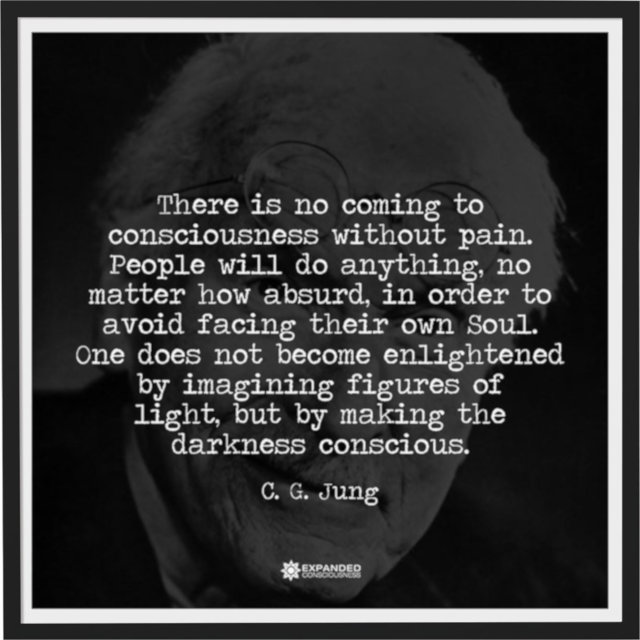 There is no coming to
consciousness without pain.
People will do anything, no
matter how absurd, in order to
avoid facing their own Soul.
One does not become enlightened
by imagining figures of
light, but by making the
darkness conscious.
C. G. Jung
EXPANDED
CONSCIOUSNESS